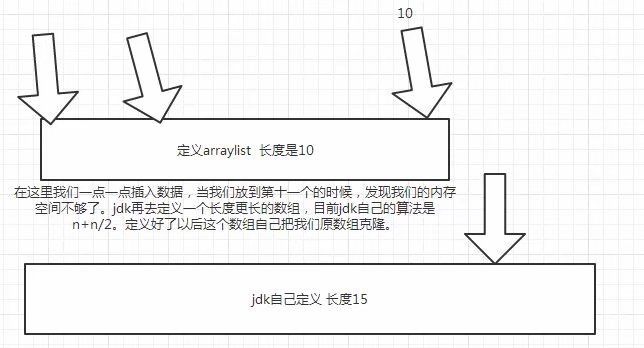 10
定义arraylist 长度是10
在这里我们一点一点插入数据，当我们放到第十一个的时候，发现我们的内存
空间不够了。jdk再去定义一个长度更长的数组，目前jdk自己的算法是
n+n/2。定义好了以后这个数组自己把我们原数组克隆。
jdk自己定义 长度15